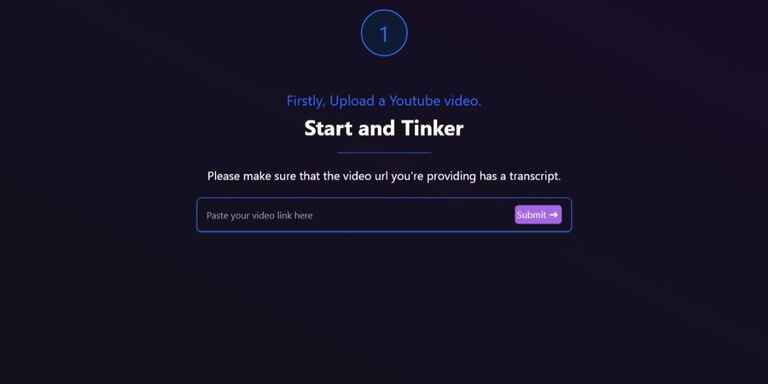 1
Firstly, Upload a Youtube video.
Start and Tinker
Please make sure that the video url you're providing has a transcript.
Paste your video link here
Submit ➔